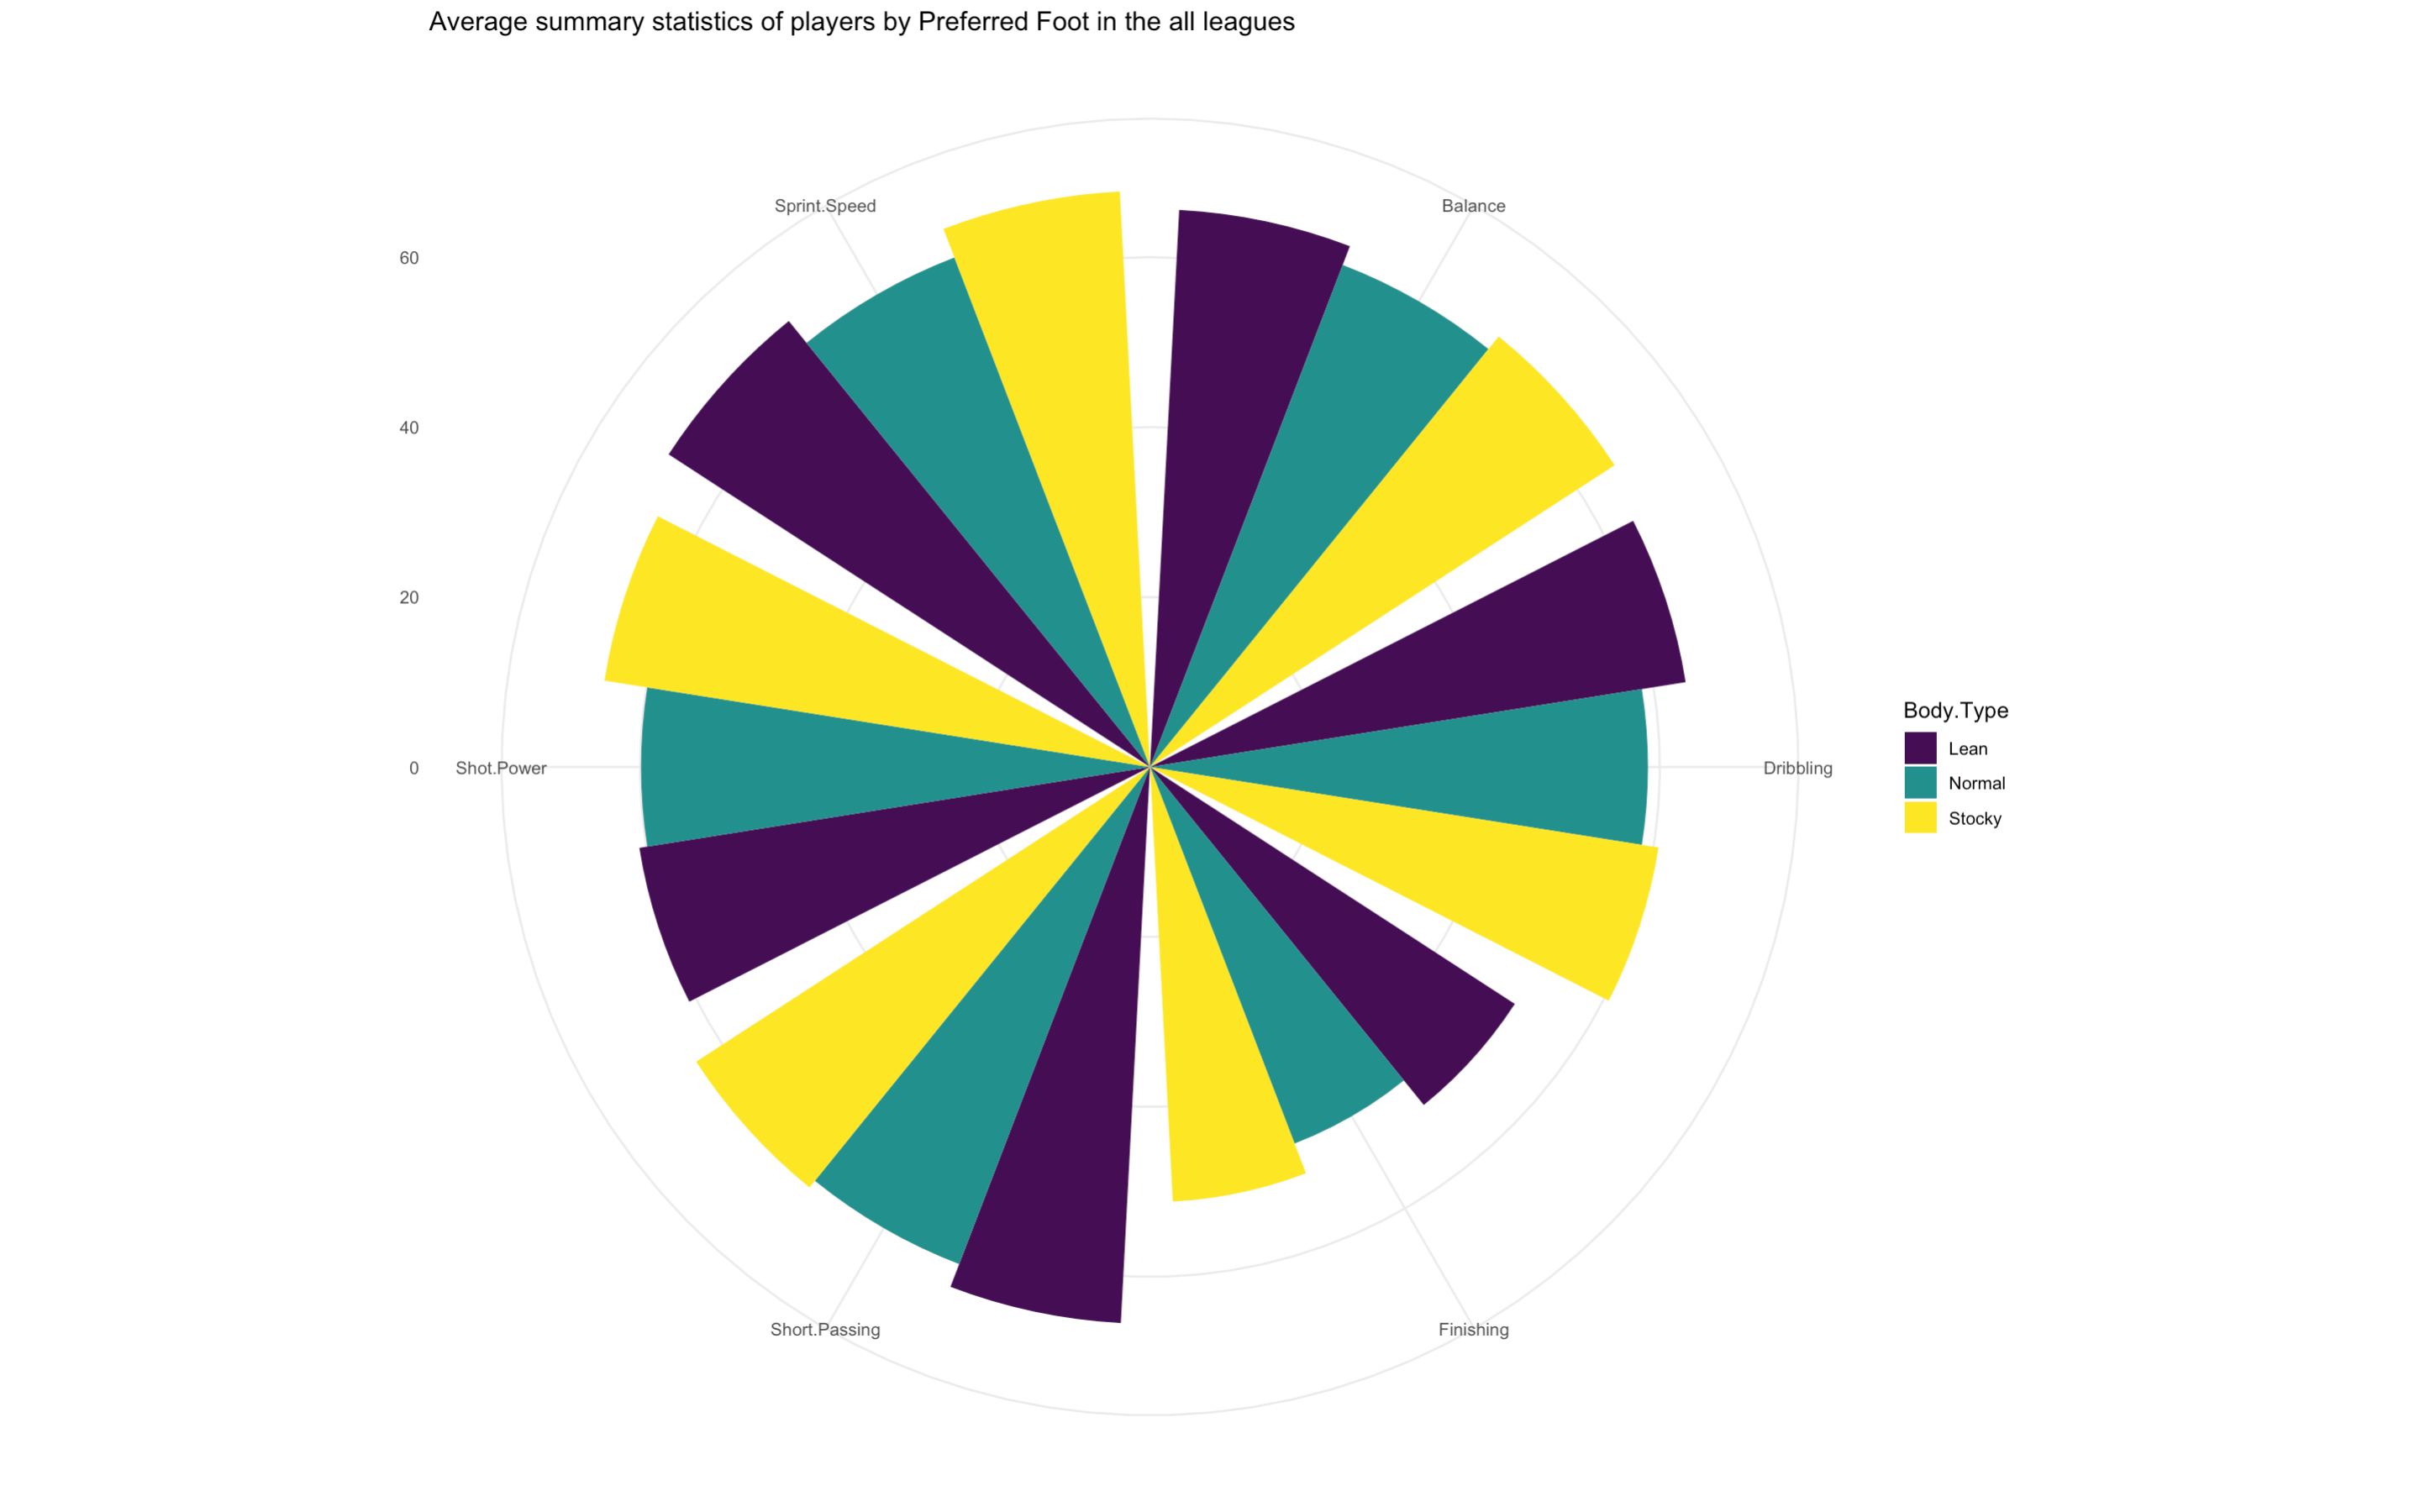 Average summary statistics of players by Preferred Foot in the all leagues
Sprint.Speed
Balance
60
40
20
0
Shot.Power
Dribbling
Short.Passing
Finishing
Body.Type
Lean
Normal
Stocky